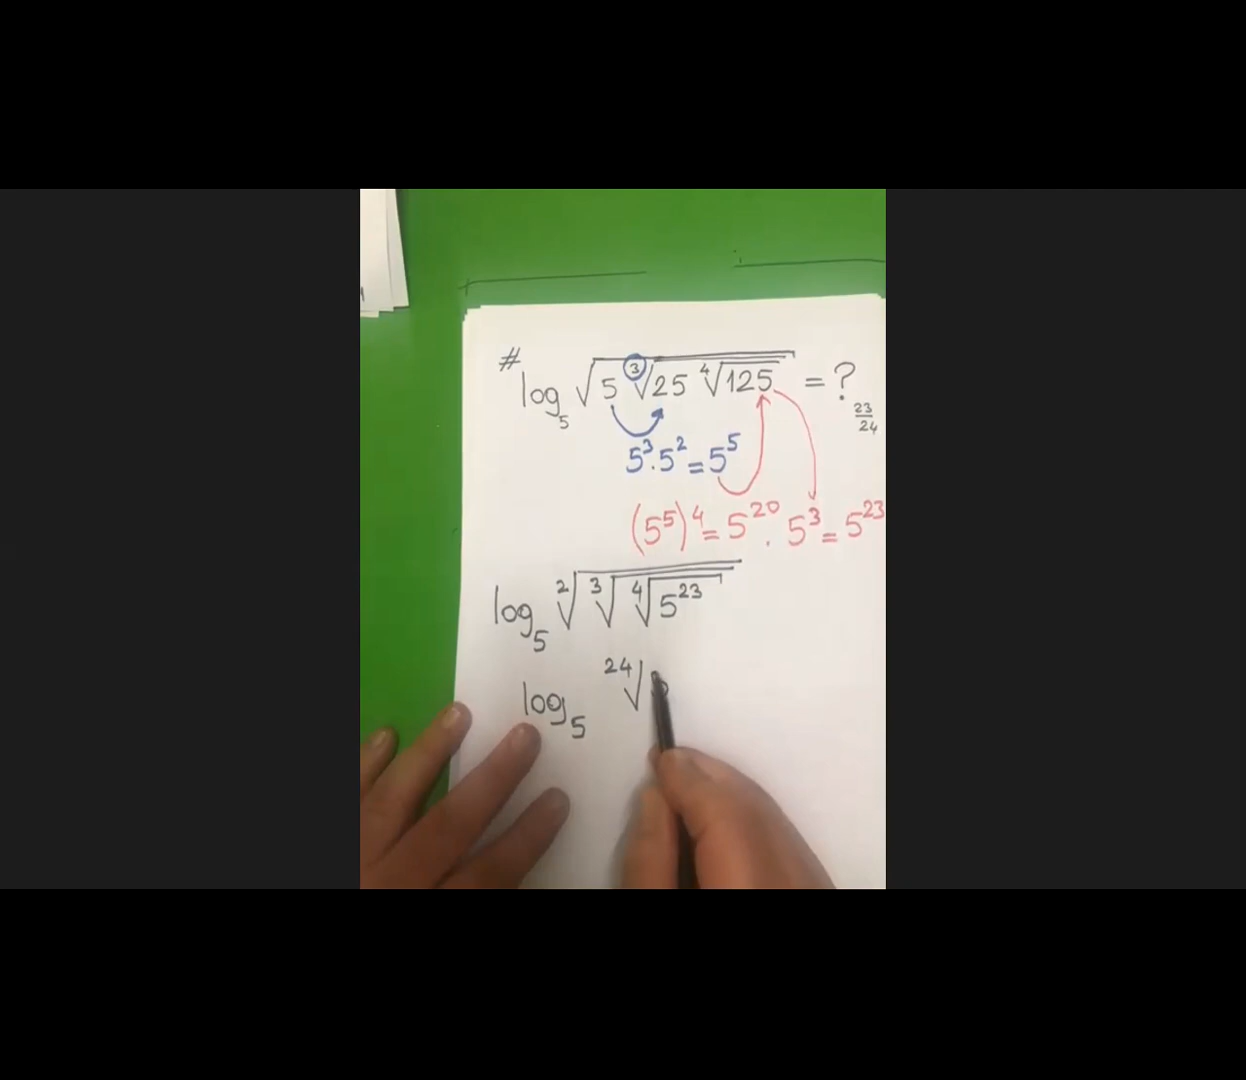 # log₅ √(5 ³√(25 ⁴√125)) = ?
23/24
5³.5² = 5⁵
(5⁵)⁴ = 5²⁰ . 5³ = 5²³
log₅ ²√(³√(⁴√(5²³)))
log₅ ²⁴√